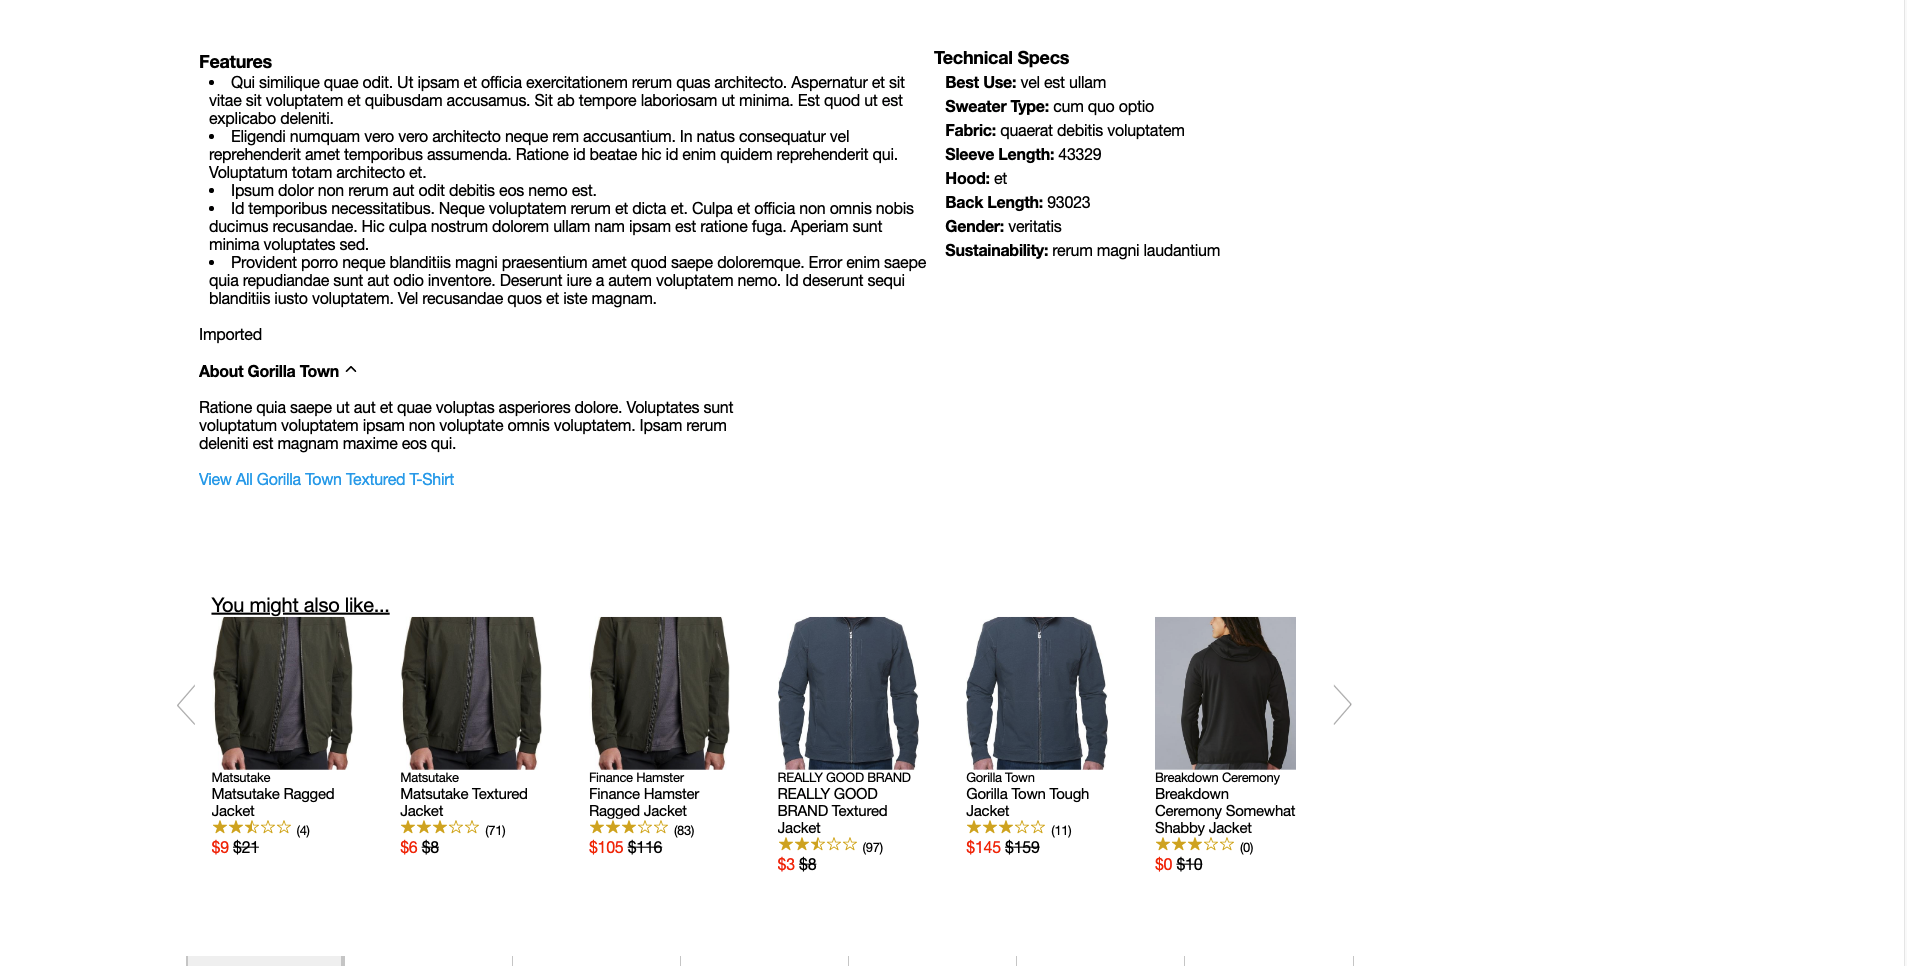 Features
• Qui similique quae odit. Ut ipsam et officia exercitationem rerum quas architecto. Aspernatur et sit
vitae sit voluptatem et quibusdam accusamus. Sit ab tempore laboriosam ut minima. Est quod ut est
explicabo deleniti.
• Eligendi numquam vero vero architecto neque rem accusantium. In natus consequatur vel
reprehenderit amet temporibus assumenda. Ratione id beatae hic id enim quidem reprehenderit qui.
Voluptatum totam architecto et.
• Ipsum dolor non rerum aut odit debitis eos nemo est.
• Id temporibus necessitatibus. Neque voluptatem rerum et dicta et. Culpa et officia non omnis nobis
ducimus recusandae. Hic culpa nostrum dolorem ullam nam ipsam est ratione fuga. Aperiam sunt
minima voluptates sed.
• Provident porro neque blanditiis magni praesentium amet quod saepe doloremque. Error enim saepe
quia repudiandae sunt aut odio inventore. Deserunt iure a autem voluptatem nemo. Id deserunt sequi
blanditiis iusto voluptatem. Vel recusandae quos et iste magnam.
Imported
About Gorilla Town
Ratione quia saepe ut aut et quae voluptas asperiores dolore. Voluptates sunt
voluptatum voluptatem ipsam non voluptate omnis voluptatem. Ipsam rerum
deleniti est magnam maxime eos qui.
View All Gorilla Town Textured T-Shirt
Technical Specs
Best Use: vel est ullam
Sweater Type: cum quo optio
Fabric: quaerat debitis voluptatem
Sleeve Length: 43329
Hood: et
Back Length: 93023
Gender: veritatis
Sustainability: rerum magni laudantium
You might also like...
Matsutake
Matsutake Ragged
Jacket
(4)
$9 $21
Matsutake
Matsutake Textured
Jacket
(71)
$6 $8
Finance Hamster
Finance Hamster
Ragged Jacket
(83)
$105 $116
REALLY GOOD BRAND
REALLY GOOD
BRAND Textured
Jacket
(97)
$3 $8
Gorilla Town
Gorilla Town Tough
Jacket
(11)
$145 $159
Breakdown Ceremony
Breakdown
Ceremony Somewhat
Shabby Jacket
(0)
$0 $10